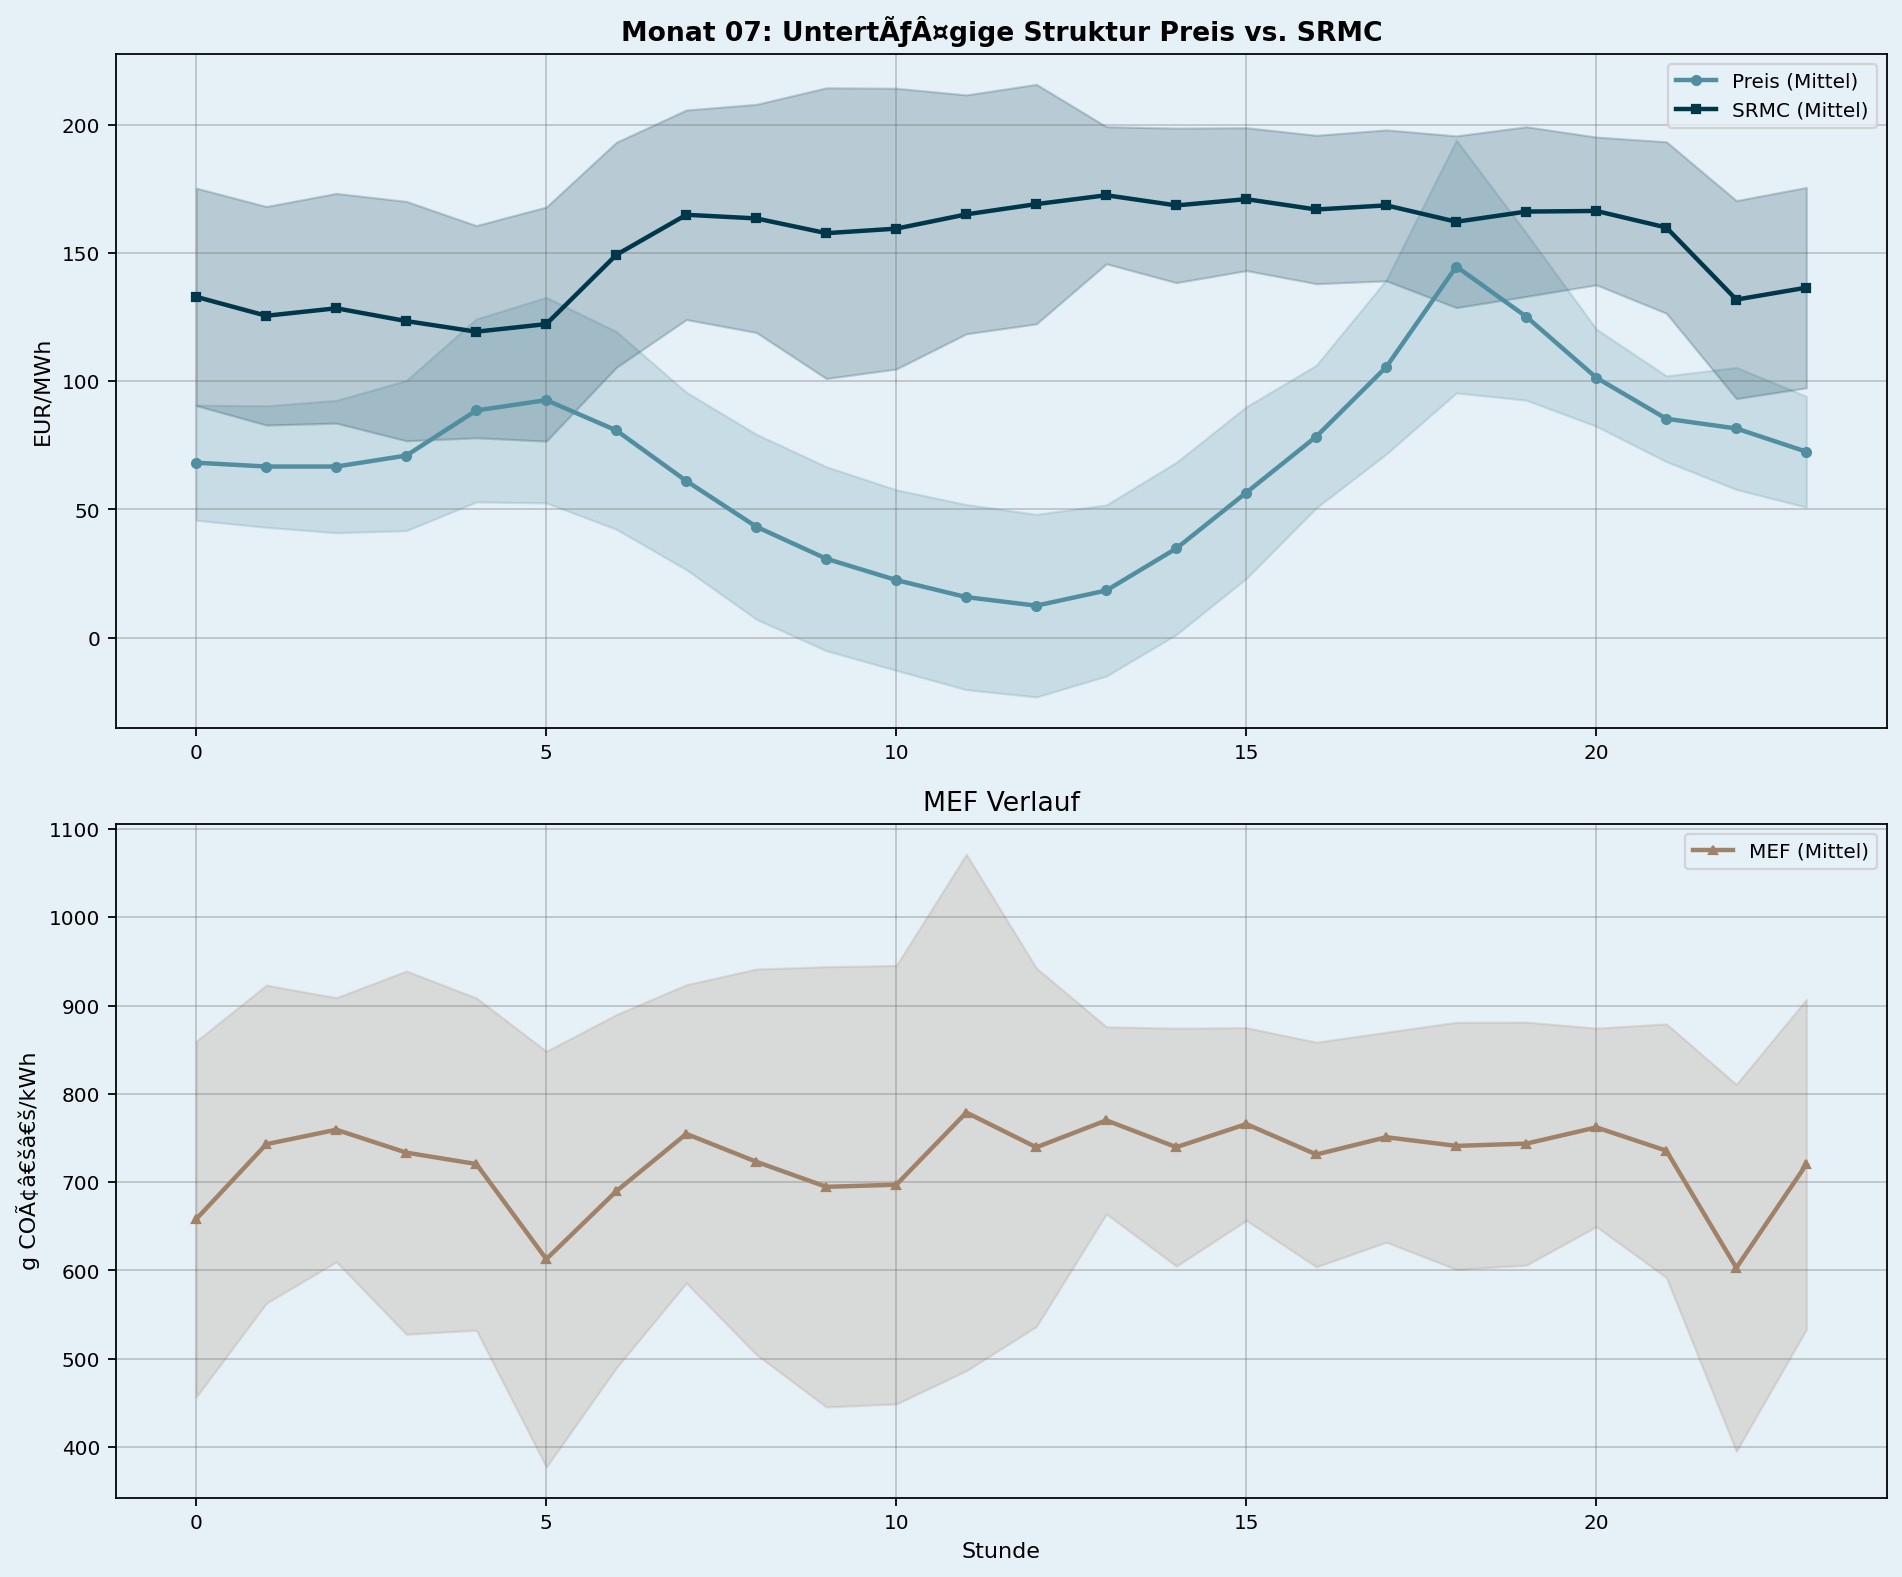 Monat 07: UntertÃƒÂ¤gige Struktur Preis vs. SRMC
Preis (Mittel)
SRMC (Mittel)
EUR/MWh
200
150
100
50
0
0 5 10 15 20
MEF Verlauf
MEF (Mittel)
g COÃ¢â€šâ€š/kWh
1100
1000
900
800
700
600
500
400
0 5 10 15 20
Stunde